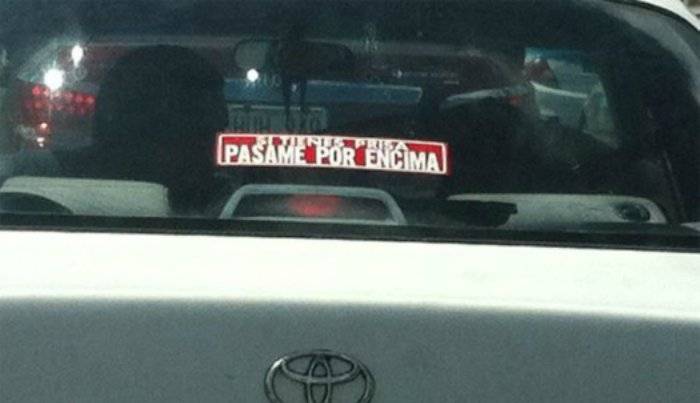 SI TIENES PRISA
PASAME POR ENCIMA